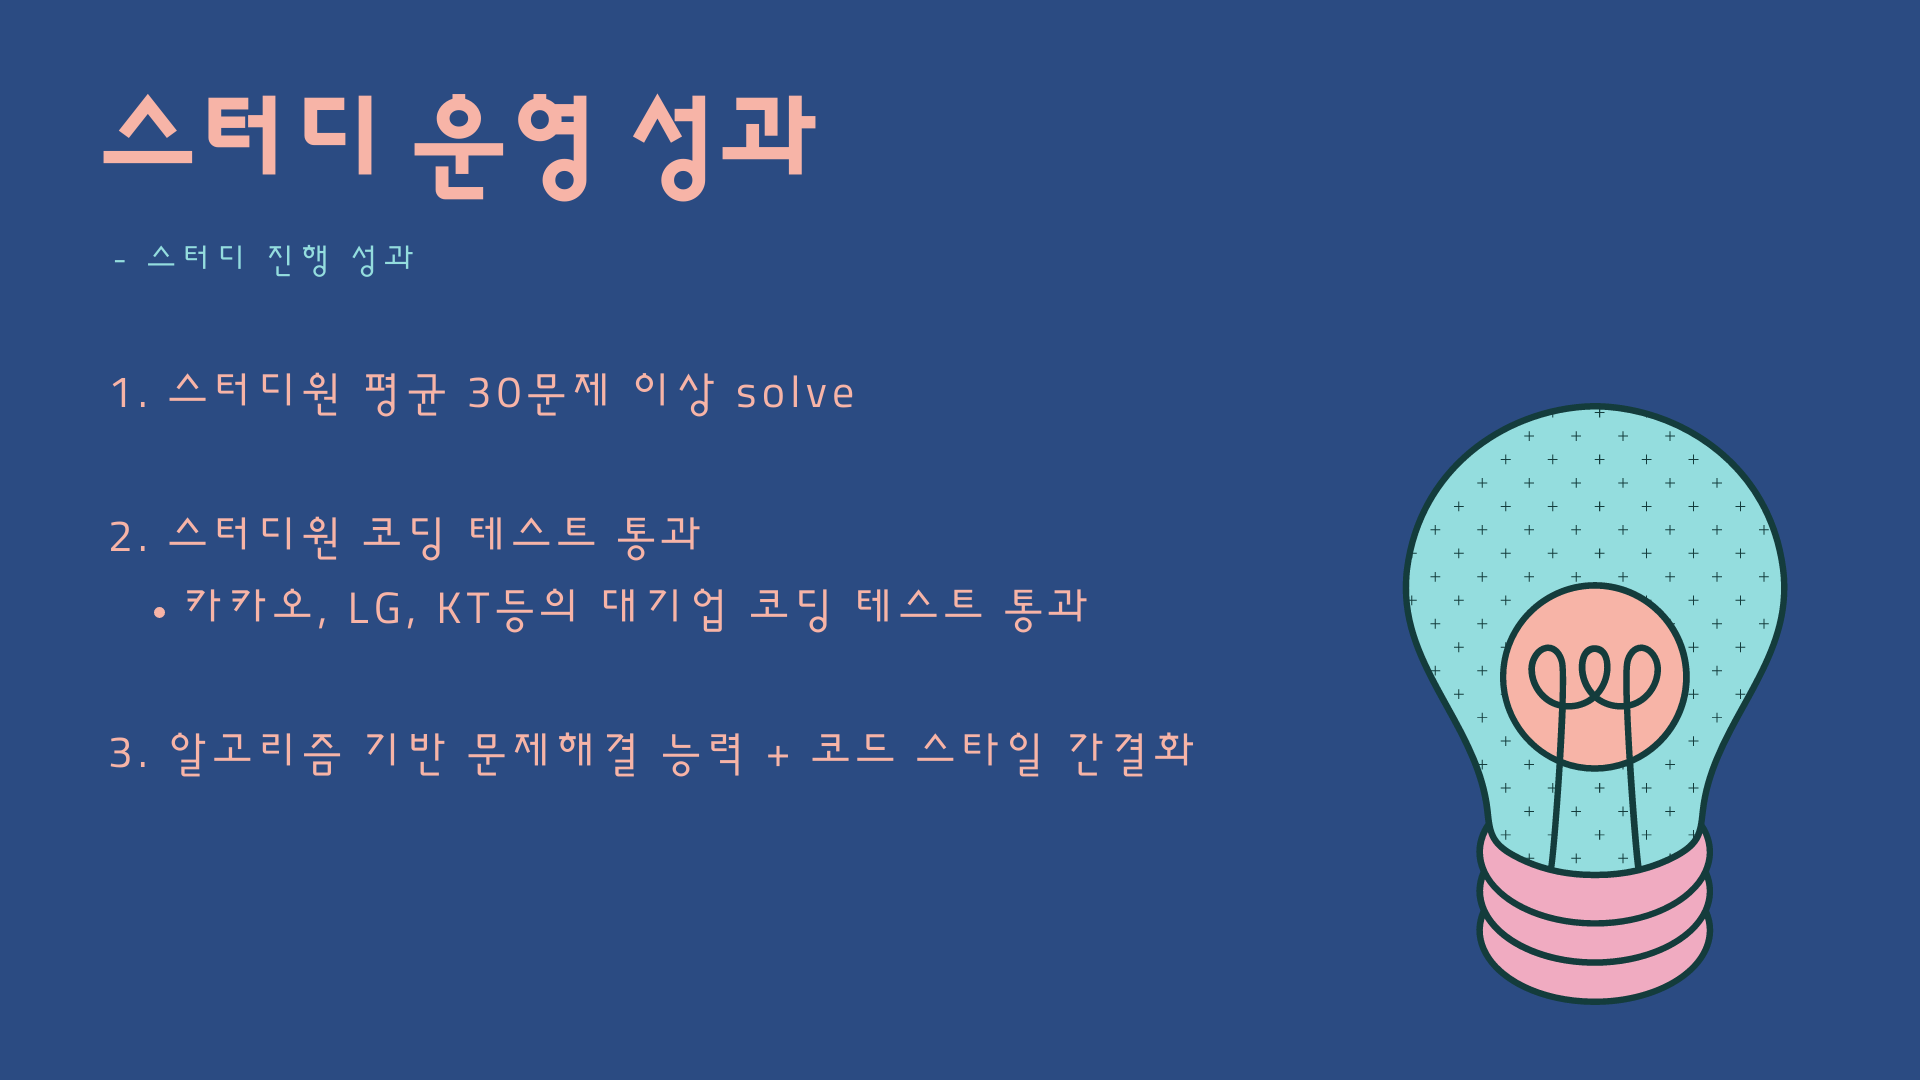 스터디 운영 성과
- 스터디 진행 성과
1. 스터디원 평균 30문제 이상 solve
2. 스터디원 코딩 테스트 통과
• 카카오, LG, KT등의 대기업 코딩 테스트 통과
3. 알고리즘 기반 문제해결 능력 + 코드 스타일 간결화